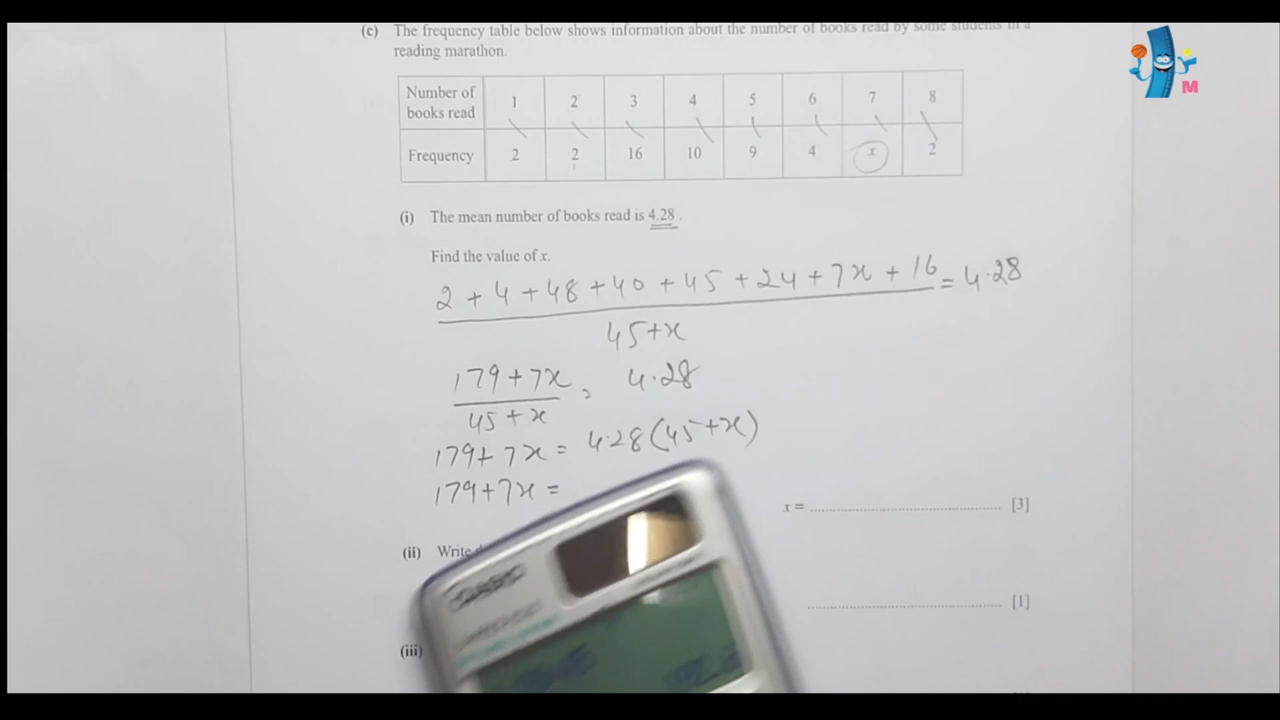 (c) The frequency table below shows information about the number of books read by some students in a
reading marathon.
Number of books read 1 2 3 4 5 6 7 8
Frequency 2 2 16 10 9 4 x 2
(i) The mean number of books read is 4.28 .
Find the value of x.
2 + 4 + 48 + 40 + 45 + 24 + 7x + 16 = 4.28
45+x
179+7x = 4.28
45+x
179+7x = 4.28(45+x)
179+7x =
x = ................................................ [3]
(ii) Write
................................................ [1]
(iii)
CASIO
M